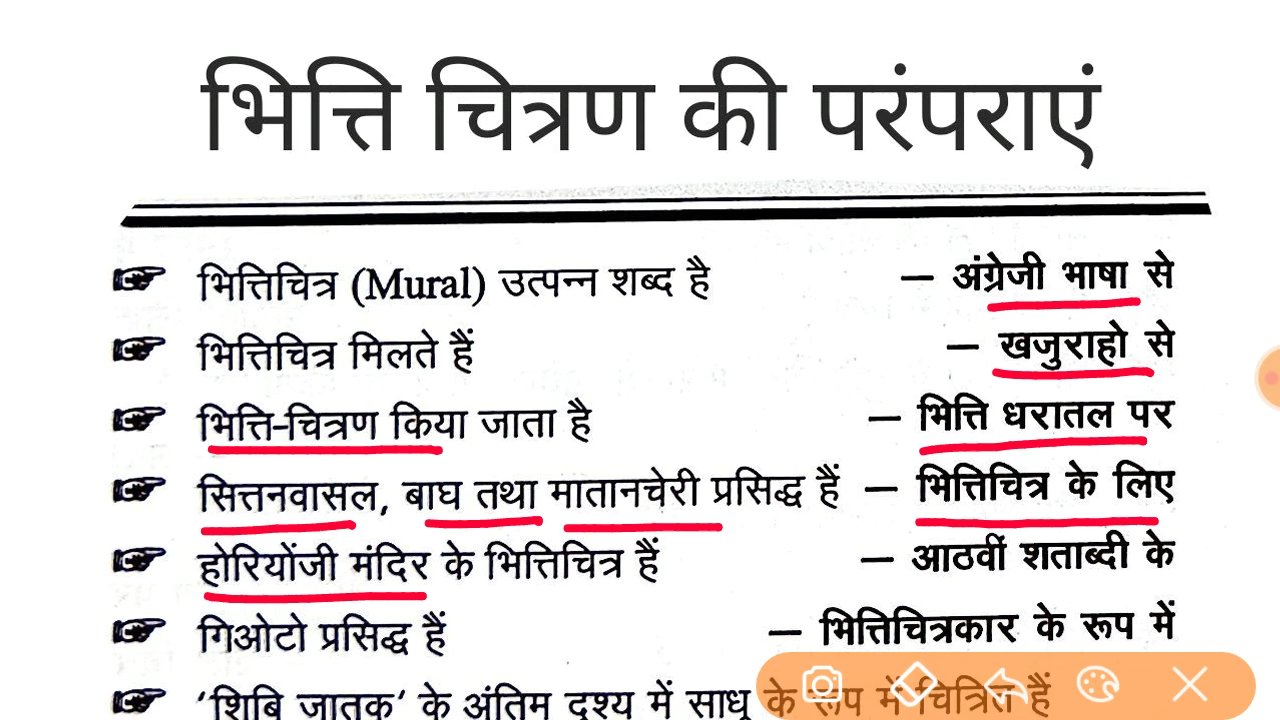 भित्ति चित्रण की परंपराएं
भित्तिचित्र (Mural) उत्पन्न शब्द है — अंग्रेजी भाषा से
भित्तिचित्र मिलते हैं — खजुराहो से
भित्ति-चित्रण किया जाता है — भित्ति धरातल पर
सित्तनवासल, बाघ तथा मातानचेरी प्रसिद्ध हैं — भित्तिचित्र के लिए
होरियोंजी मंदिर के भित्तिचित्र हैं — आठवीं शताब्दी के
गिओटो प्रसिद्ध हैं — भित्तिचित्रकार के रूप में
‘शिबि जातक’ के अंतिम दृश्य में साधु के रूप में चित्रित हैं